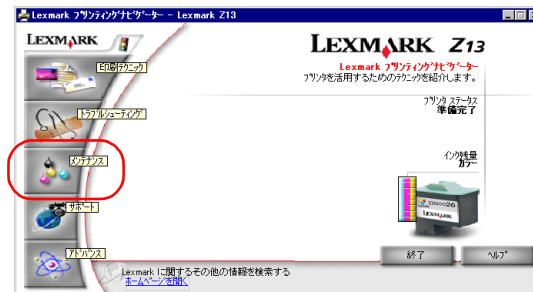 Lexmark プリンティングナビゲーター - Lexmark Z13
LEXMARK
LEXMARK Z13
Lexmark プリンティングナビゲーター
プリンタを活用するためのテクニックを紹介します。
印刷テクニック
プリンタ ステータス
準備完了
トラブルシューティング
メンテナンス
インク残量
カラー
10N0026
LEXMARK
サポート
アドバンス
終了
ヘルプ
Lexmark に関するその他の情報を検索する
ホームページを開く